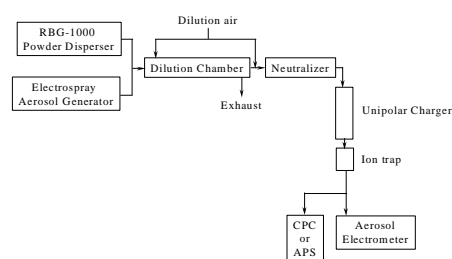 Dilution air
RBG-1000
Powder Disperser
Dilution Chamber
Neutralizer
Electrospray
Aerosol Generator
Exhaust
Unipolar Charger
Ion trap
CPC
or
APS
Aerosol
Electrometer